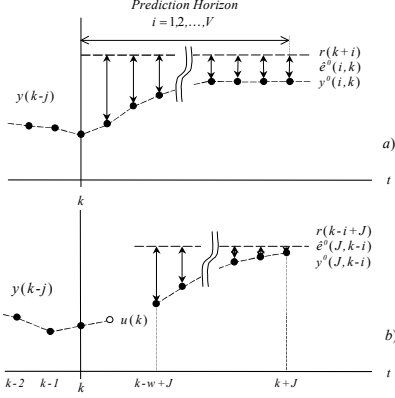 Prediction Horizon
i = 1,2,...,V
r(k+i)
ê⁰(i,k)
y⁰(i,k)
y(k-j)
a)
k
t
r(k-i+J)
ê⁰(J,k-i)
y⁰(J,k-i)
y(k-j)
u(k)
b)
t
k-2 k-1 k k-w+J k+J